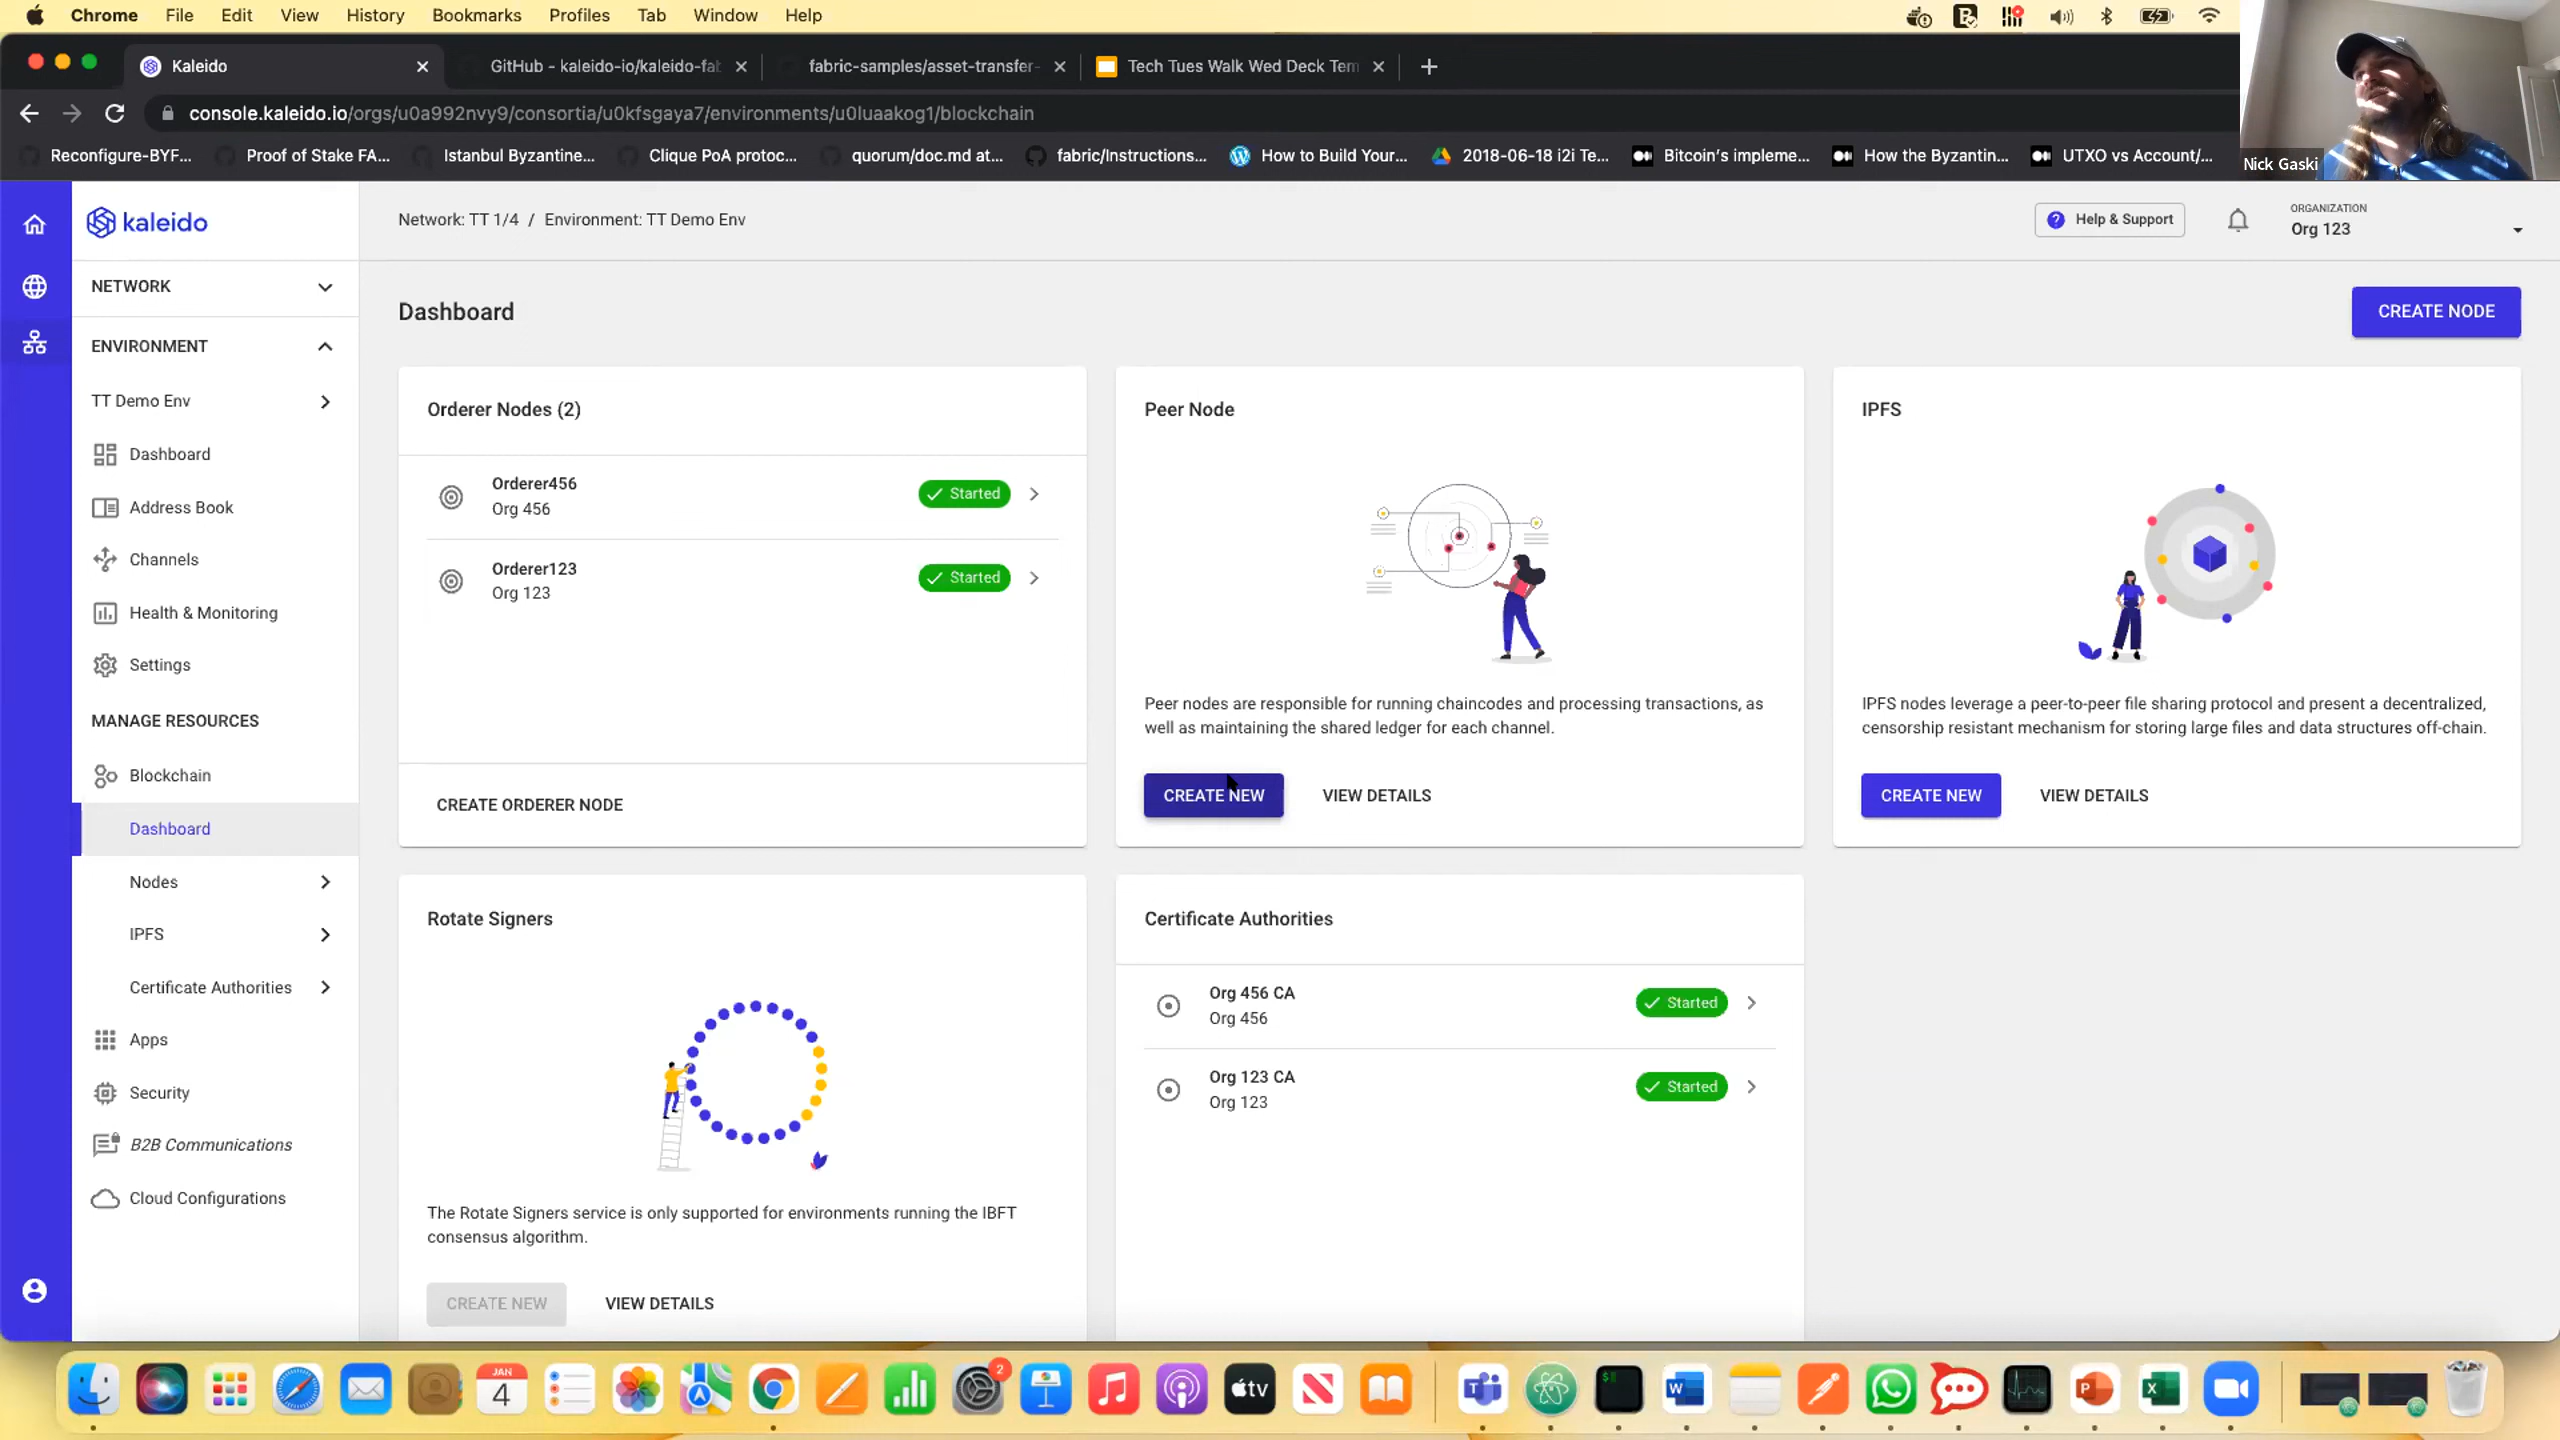 Chrome File Edit View History Bookmarks Profiles Tab Window Help
Kaleido
GitHub - kaleido-io/kaleido-fab
fabric-samples/asset-transfer-
Tech Tues Walk Wed Deck Tem
console.kaleido.io/orgs/u0a992nvy9/consortia/u0kfsgaya7/environments/u0luaakog1/blockchain
Reconfigure-BYF... Proof of Stake FA... Istanbul Byzantine... Clique PoA protoc... quorum/doc.md at... fabric/Instructions... How to Build Your... 2018-06-18 i2i Te... Bitcoin's impleme... How the Byzantin... UTXO vs Account/...
Nick Gaski
kaleido
Network: TT 1/4 / Environment: TT Demo Env
Help & Support
ORGANIZATION
Org 123
NETWORK
ENVIRONMENT
TT Demo Env
Dashboard
Address Book
Channels
Health & Monitoring
Settings
MANAGE RESOURCES
Blockchain
Dashboard
Nodes
IPFS
Certificate Authorities
Apps
Security
B2B Communications
Cloud Configurations
Dashboard
CREATE NODE
Orderer Nodes (2)
Orderer456
Org 456
Started
Orderer123
Org 123
Started
CREATE ORDERER NODE
Peer Node
Peer nodes are responsible for running chaincodes and processing transactions, as
well as maintaining the shared ledger for each channel.
CREATE NEW
VIEW DETAILS
IPFS
IPFS nodes leverage a peer-to-peer file sharing protocol and present a decentralized,
censorship resistant mechanism for storing large files and data structures off-chain.
CREATE NEW
VIEW DETAILS
Rotate Signers
The Rotate Signers service is only supported for environments running the IBFT
consensus algorithm.
CREATE NEW
VIEW DETAILS
Certificate Authorities
Org 456 CA
Org 456
Started
Org 123 CA
Org 123
Started
JAN
4
2
tv